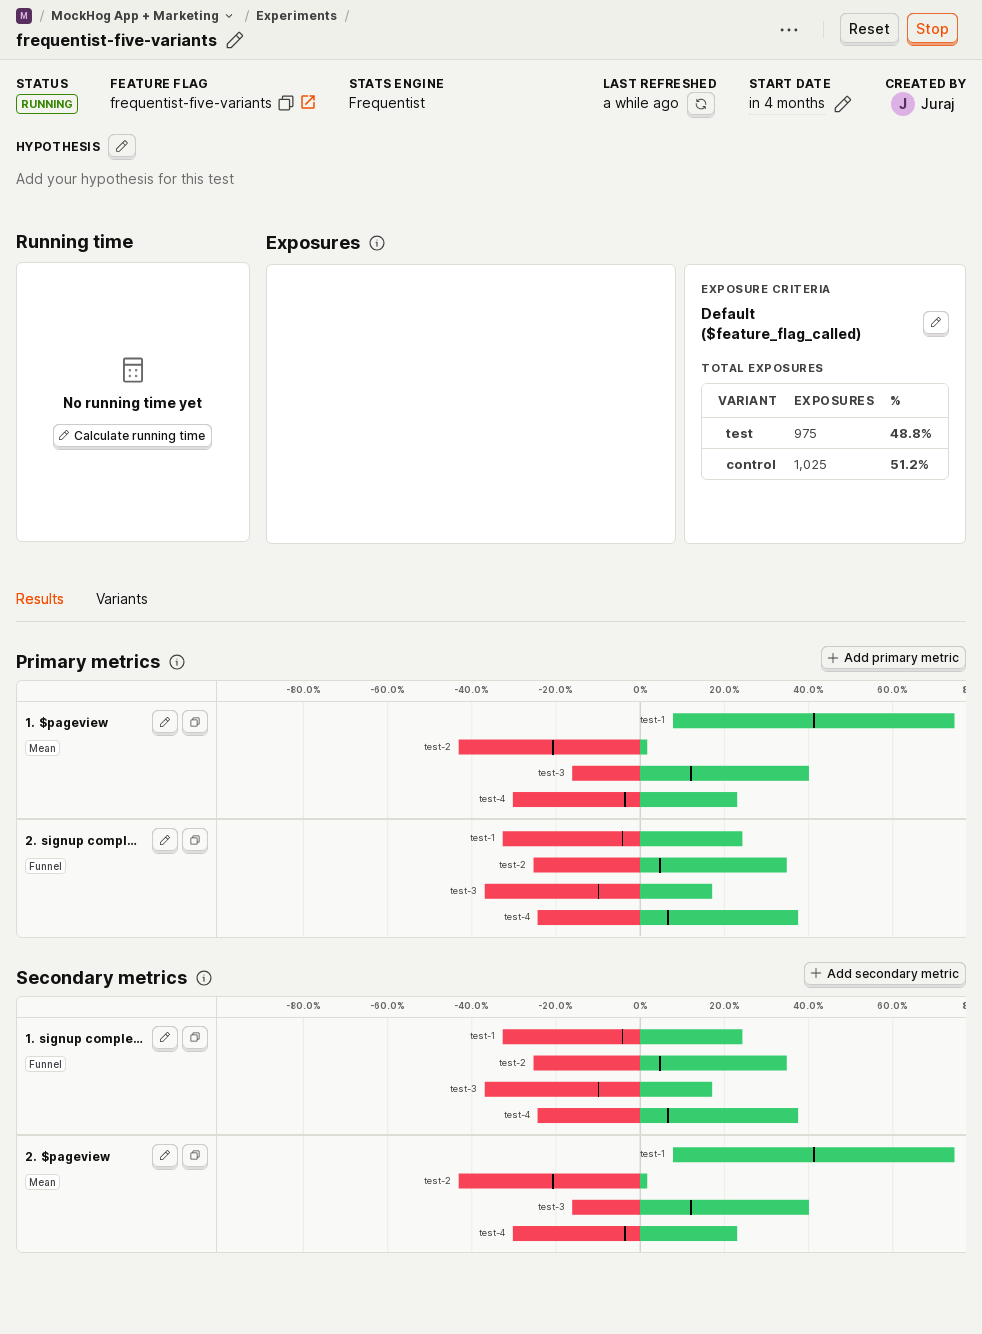 M / MockHog App + Marketing / Experiments /
frequentist-five-variants
Reset
Stop
STATUS
RUNNING
FEATURE FLAG
frequentist-five-variants
STATS ENGINE
Frequentist
LAST REFRESHED
a while ago
START DATE
in 4 months
CREATED BY
J Juraj
HYPOTHESIS
Add your hypothesis for this test
Running time
No running time yet
Calculate running time
Exposures
EXPOSURE CRITERIA
Default
($feature_flag_called)
TOTAL EXPOSURES
VARIANT EXPOSURES %
test 975 48.8%
control 1,025 51.2%
Results Variants
Primary metrics
Add primary metric
-80.0% -60.0% -40.0% -20.0% 0% 20.0% 40.0% 60.0%
1. $pageview
Mean
test-1
test-2
test-3
test-4
2. signup compl...
Funnel
test-1
test-2
test-3
test-4
Secondary metrics
Add secondary metric
-80.0% -60.0% -40.0% -20.0% 0% 20.0% 40.0% 60.0%
1. signup comple...
Funnel
test-1
test-2
test-3
test-4
2. $pageview
Mean
test-1
test-2
test-3
test-4